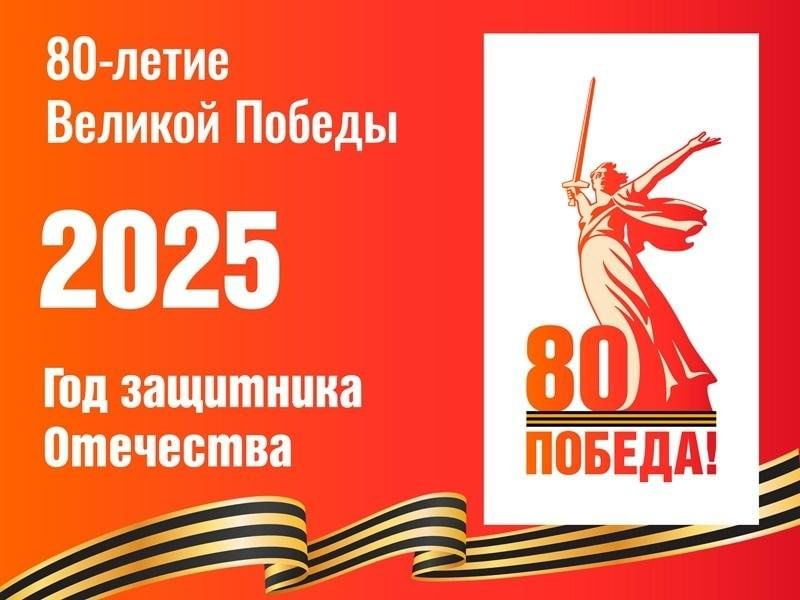 80-летие
Великой Победы
2025
Год защитника
Отечества
80
ПОБЕДА!